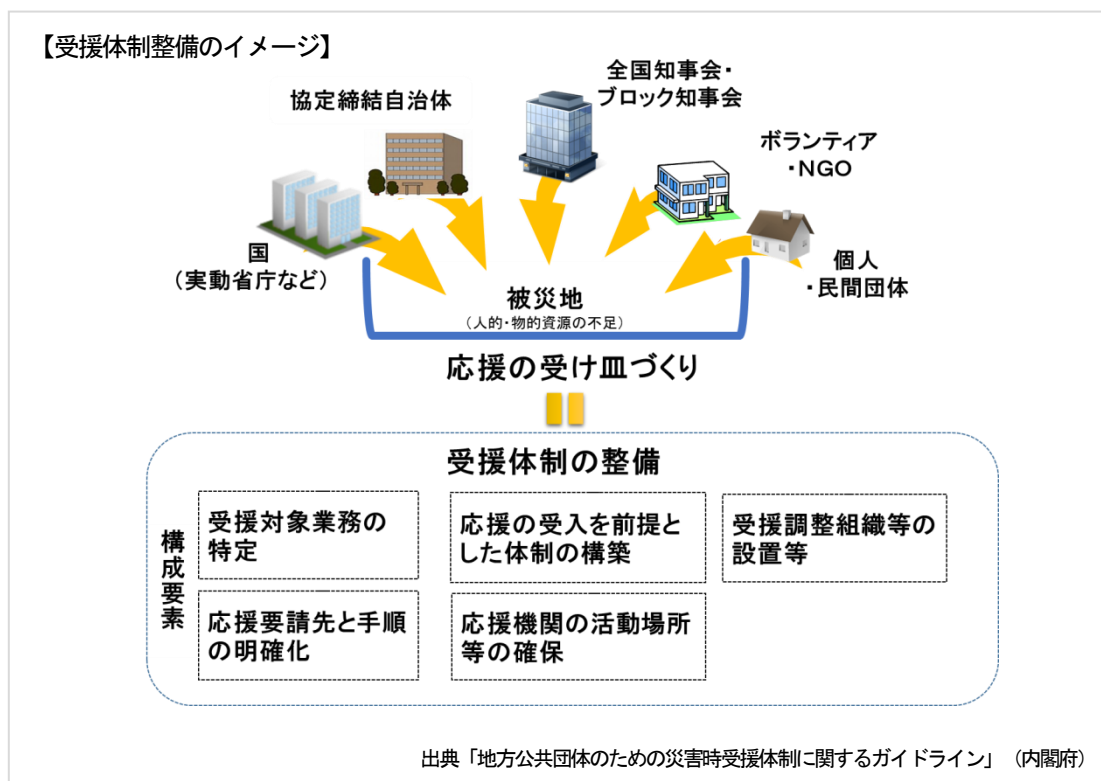 【受援体制整備のイメージ】
全国知事会・
ブロック知事会
協定締結自治体
ボランティア
・NGO
国
(実動省庁など)
個人
・民間団体
被災地
(人的・物的資源の不足)
応援の受け皿づくり
受援体制の整備
構成要素
受援対象業務の
特定
応援の受入を前提と
した体制の構築
受援調整組織等の
設置等
応援要請先と手順
の明確化
応援機関の活動場所
等の確保
出典「地方公共団体のための災害時受援体制に関するガイドライン」(内閣府)